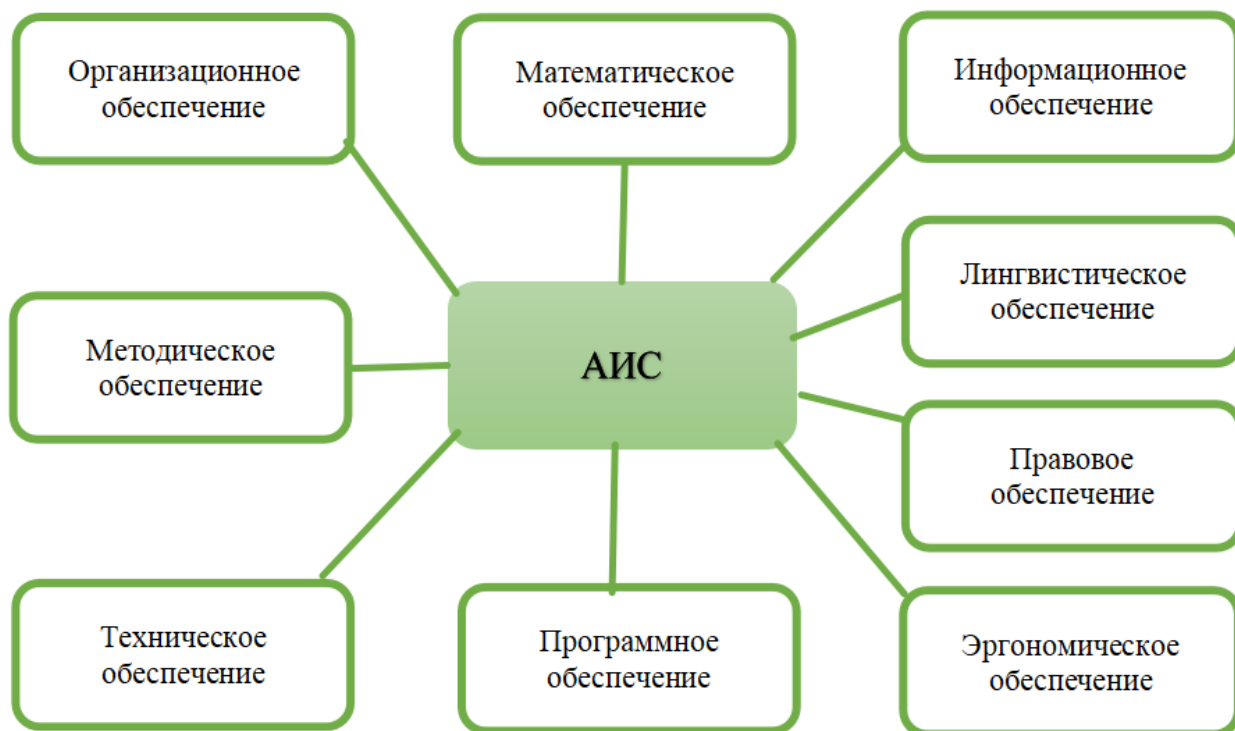 Организационное
обеспечение
Математическое
обеспечение
Информационное
обеспечение
Лингвистическое
обеспечение
Методическое
обеспечение
АИС
Правовое
обеспечение
Техническое
обеспечение
Программное
обеспечение
Эргономическое
обеспечение